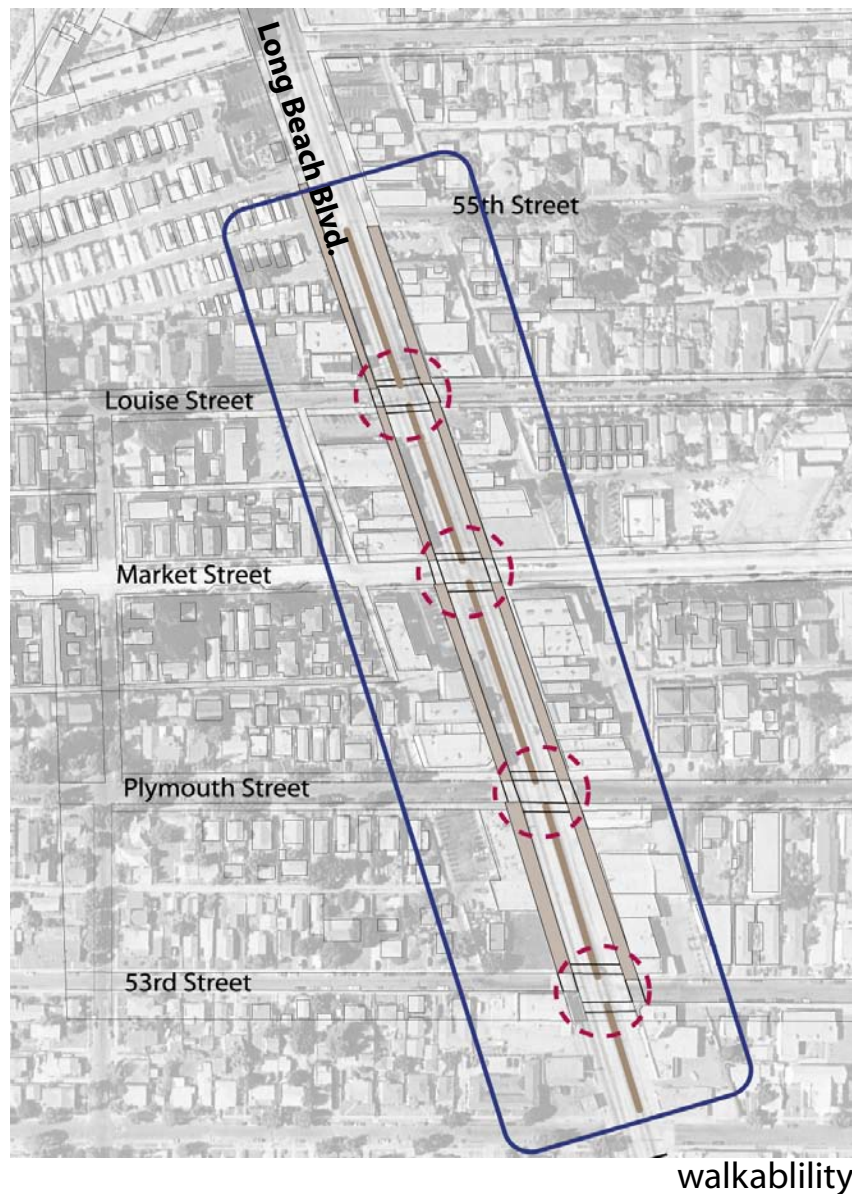 Long Beach Blvd.
55th Street
Louise Street
Market Street
Plymouth Street
53rd Street
walkablility